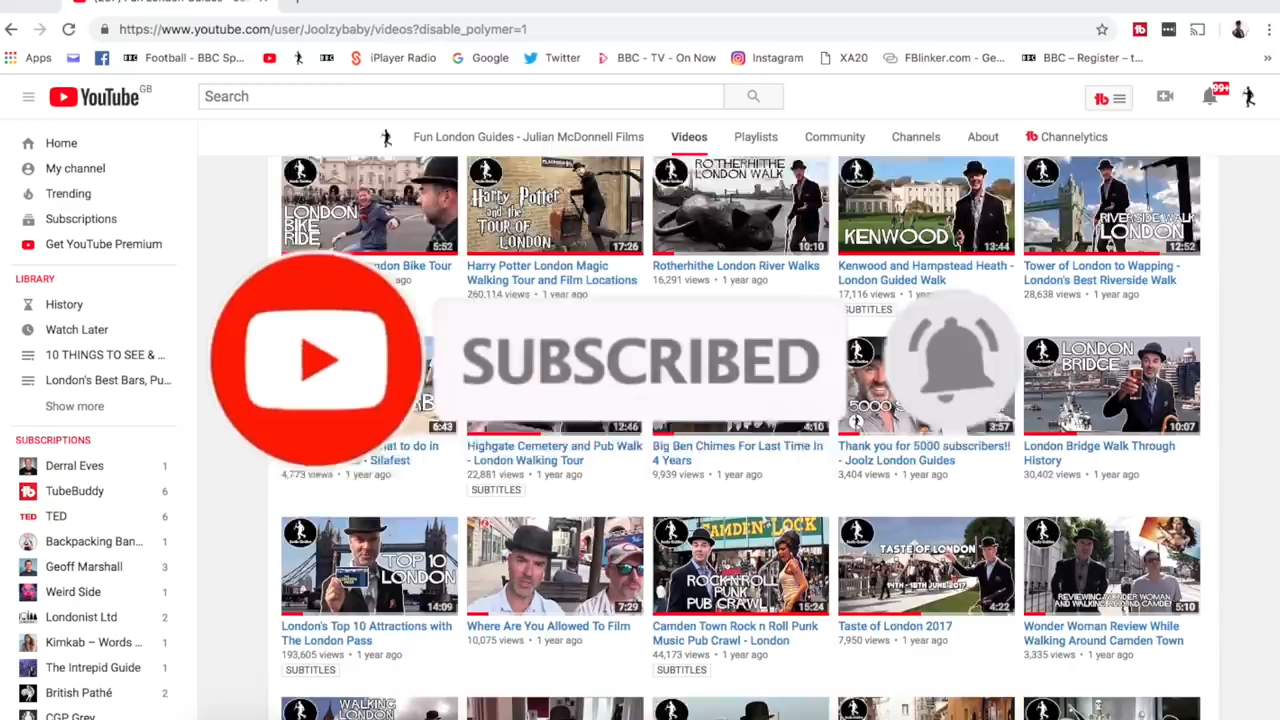 https://www.youtube.com/user/Joolzybaby/videos?disable_polymer=1
Apps
Football - BBC Sp...
BBC
iPlayer Radio
Google
Twitter
BBC - TV - On Now
Instagram
XA20
FBlinker.com - Ge...
BBC – Register – t...
»
YouTube GB
Search
99+
Fun London Guides - Julian McDonnell Films
Videos
Playlists
Community
Channels
About
Channelytics
Home
My channel
Trending
Subscriptions
Get YouTube Premium
LIBRARY
History
Watch Later
10 THINGS TO SEE & ...
London's Best Bars, Pu...
Show more
SUBSCRIPTIONS
Derral Eves 1
TubeBuddy 6
TED TED 6
Backpacking Ban... 1
Geoff Marshall 3
Weird Side 1
Londonist Ltd 2
Kimkab – Words ... 1
The Intrepid Guide 1
British Pathé 2
CGP Grey
LONDON
BIKE
RIDE
5:52
London Bike Tour
ago
Harry Potter
and the
TOUR OF
LONDON
17:26
Harry Potter London Magic
Walking Tour and Film Locations
260,114 views • 1 year ago
ROTHERHITHE
LONDON WALK
10:10
Rotherhithe London River Walks
16,291 views • 1 year ago
KENWOOD
13:44
Kenwood and Hampstead Heath -
London Guided Walk
17,116 views • 1 year ago
SUBTITLES
RIVERSIDE WALK
LONDON
12:52
Tower of London to Wapping -
London's Best Riverside Walk
28,638 views • 1 year ago
SUBSCRIBED
6:43
to do in
- Silafest
4,773 views • 1 year ago
12:46
Highgate Cemetery and Pub Walk
- London Walking Tour
22,881 views • 1 year ago
SUBTITLES
4:10
Big Ben Chimes For Last Time In
4 Years
9,939 views • 1 year ago
5000
3:57
Thank you for 5000 subscribers!!
- Joolz London Guides
3,404 views • 1 year ago
LONDON
BRIDGE
10:07
London Bridge Walk Through
History
30,402 views • 1 year ago
TOP 10
LONDON
14:09
London's Top 10 Attractions with
The London Pass
193,605 views • 1 year ago
SUBTITLES
7:29
Where Are You Allowed To Film
10,075 views • 1 year ago
CAMDEN LOCK
ROCK'N'ROLL
PUNK
PUB CRAWL
15:24
Camden Town Rock n Roll Punk
Music Pub Crawl - London
44,173 views • 1 year ago
SUBTITLES
TASTE OF LONDON
14TH - 18TH JUNE 2017
4:22
Taste of London 2017
7,950 views • 1 year ago
REVIEWING WONDER WOMAN
AND WALKING AROUND CAMDEN
5:10
Wonder Woman Review While
Walking Around Camden Town
3,335 views • 1 year ago
WALKING
LONDON